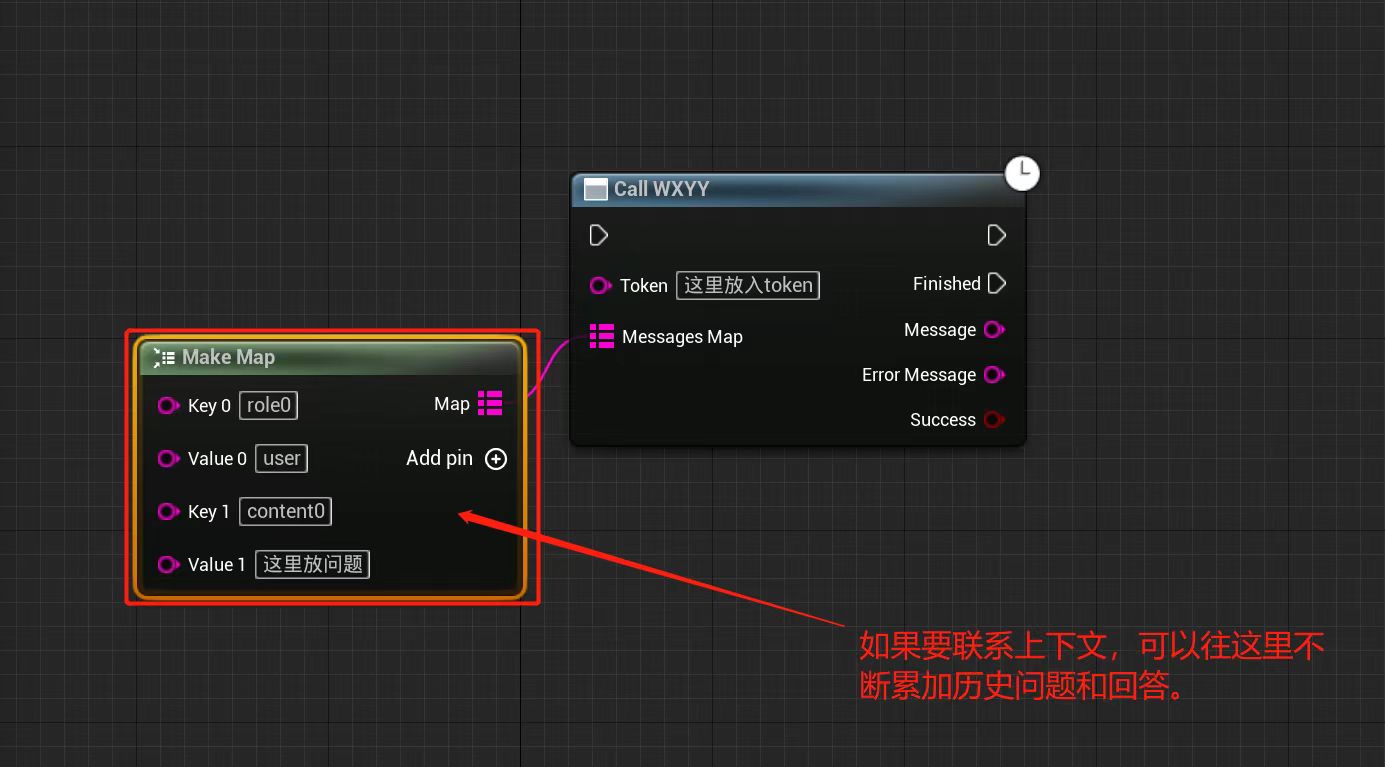 Call WXYY
Token 这里放入token
Finished
Messages Map
Message
Error Message
Success
Make Map
Key 0 role0
Map
Value 0 user
Add pin
Key 1 content0
Value 1 这里放问题
如果要联系上下文，可以往这里不
断累加历史问题和回答。